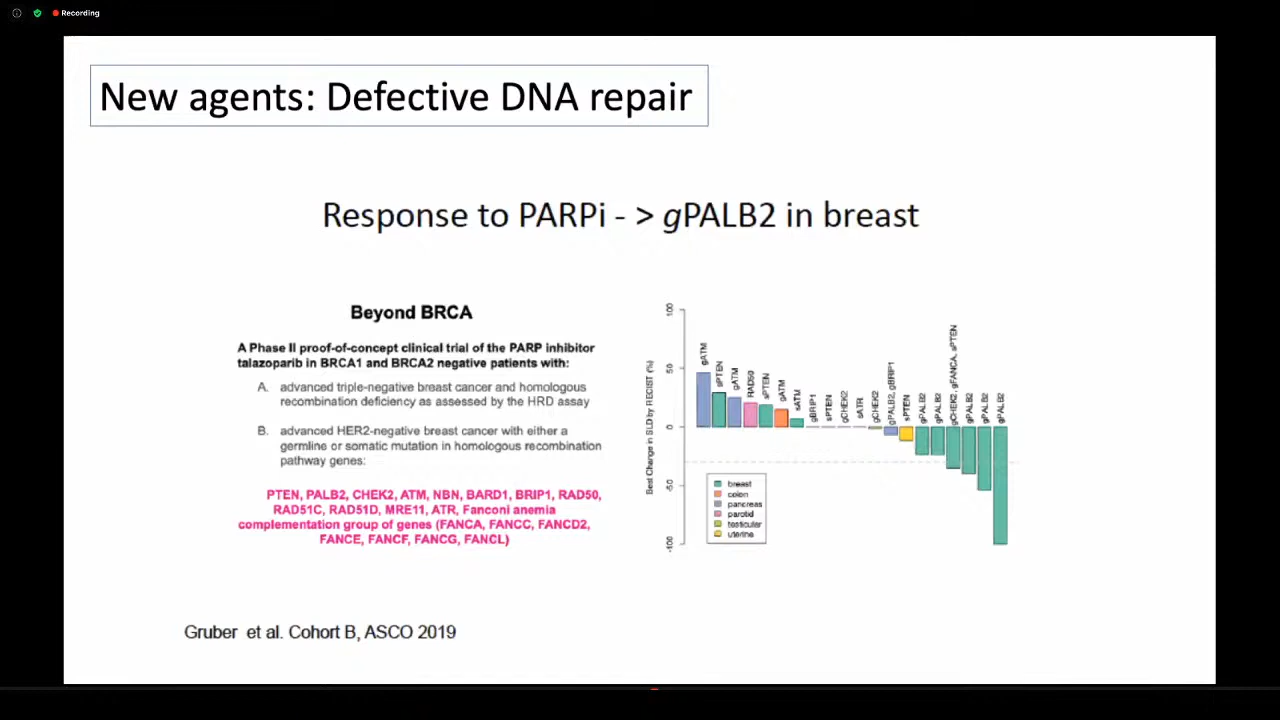 Recording
New agents: Defective DNA repair
Response to PARPi - > gPALB2 in breast
Beyond BRCA
A Phase II proof-of-concept clinical trial of the PARP inhibitor
talazoparib in BRCA1 and BRCA2 negative patients with:
A. advanced triple-negative breast cancer and homologous
recombination deficiency as assessed by the HRD assay
B. advanced HER2-negative breast cancer with either a
germline or somatic mutation in homologous recombination
pathway genes:
PTEN, PALB2, CHEK2, ATM, NBN, BARD1, BRIP1, RAD50,
RAD51C, RAD51D, MRE11, ATR, Fanconi anemia
complementation group of genes (FANCA, FANCC, FANCD2,
FANCE, FANCF, FANCG, FANCL)
Best Change in SLD by RECIST (%)
100
50
0
-50
-100
gATM
sPTEN
gATM
RAD50
sPTEN
gATM
sATM
gBRIP1
sPTEN
gCHEK2
sATR
gCHEK2
gPALB2, gBRIP1
sPTEN
gPALB2
gPALB2
gCHEK2, gFANCA, sPTEN
gPALB2
gPALB2
gPALB2
breast
colon
pancreas
parotid
testicular
uterine
Gruber et al. Cohort B, ASCO 2019